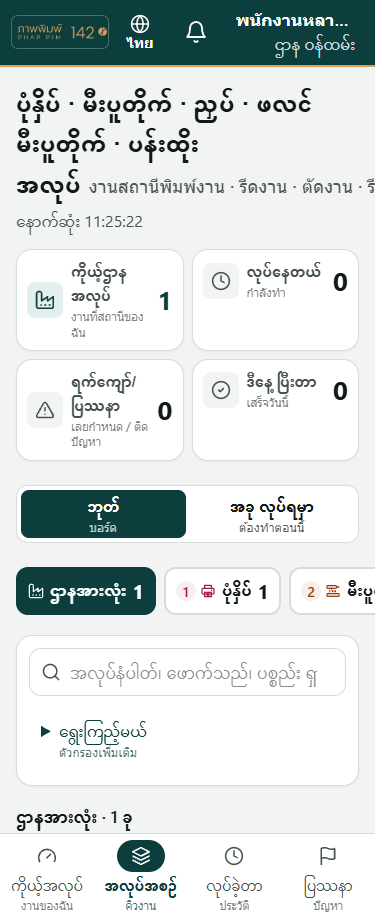 ภาพพิมพ์
PHAP PIM
142
ไทย
พนักงานหลา...
ဌာန ဝန်ထမ်း
ပုံနှိပ် · မီးပူတိုက် · ညှပ် · ဖလင်
မီးပူတိုက် · ပန်းထိုး
အလုပ် งานสถานีพิมพ์งาน · รีดงาน · ตัดงาน · รี
နောက်ဆုံး 11:25:22
ကိုယ့်ဌာန
အလုပ်
งานที่สถานีของ
ฉัน
1
လုပ်နေတယ်
กำลังทำ
0
ရက်ကျော်/
ပြဿနာ
เลยกำหนด / ติด
ปัญหา
0
ဒီနေ့ ပြီးတာ
เสร็จวันนี้
0
ဘုတ်
บอร์ด
အခု လုပ်ရမှာ
ต้องทำตอนนี้
ဌာနအားလုံး 1
1 ပုံနှိပ် 1
2 မီးပူ
အလုပ်နံပါတ်၊ ဖောက်သည်၊ ပစ္စည်း ရှ
▶ ရွေးကြည့်မယ်
ตัวกรองเพิ่มเติม
ဌာနအားလုံး · 1 ခု
ကိုယ့်အလုပ်
งานของฉัน
အလုပ်အစဉ်
คิวงาน
လုပ်ခဲ့တာ
ประวัติ
ပြဿနာ
ปัญหา